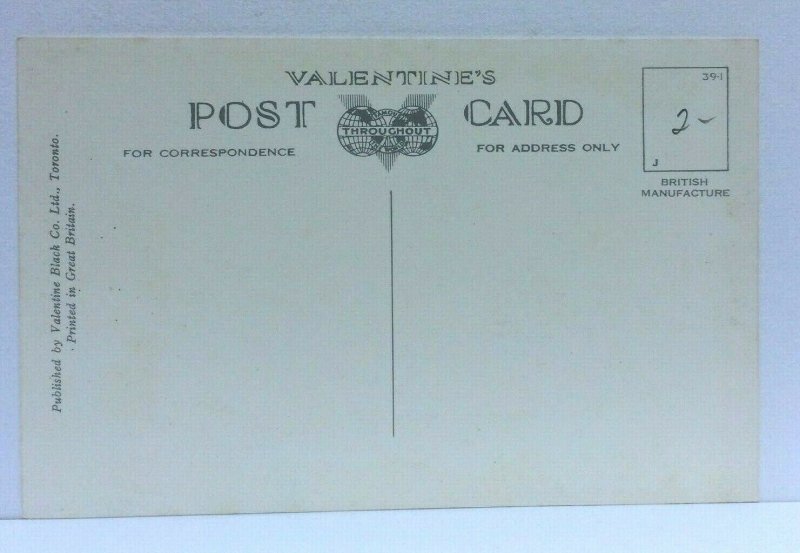 VALENTINE'S
POST CARD
THROUGHOUT
FOR CORRESPONDENCE
FOR ADDRESS ONLY
39-1
2-
J
BRITISH
MANUFACTURE
Published by Valentine Black Co. Ltd., Toronto.
Printed in Great Britain.